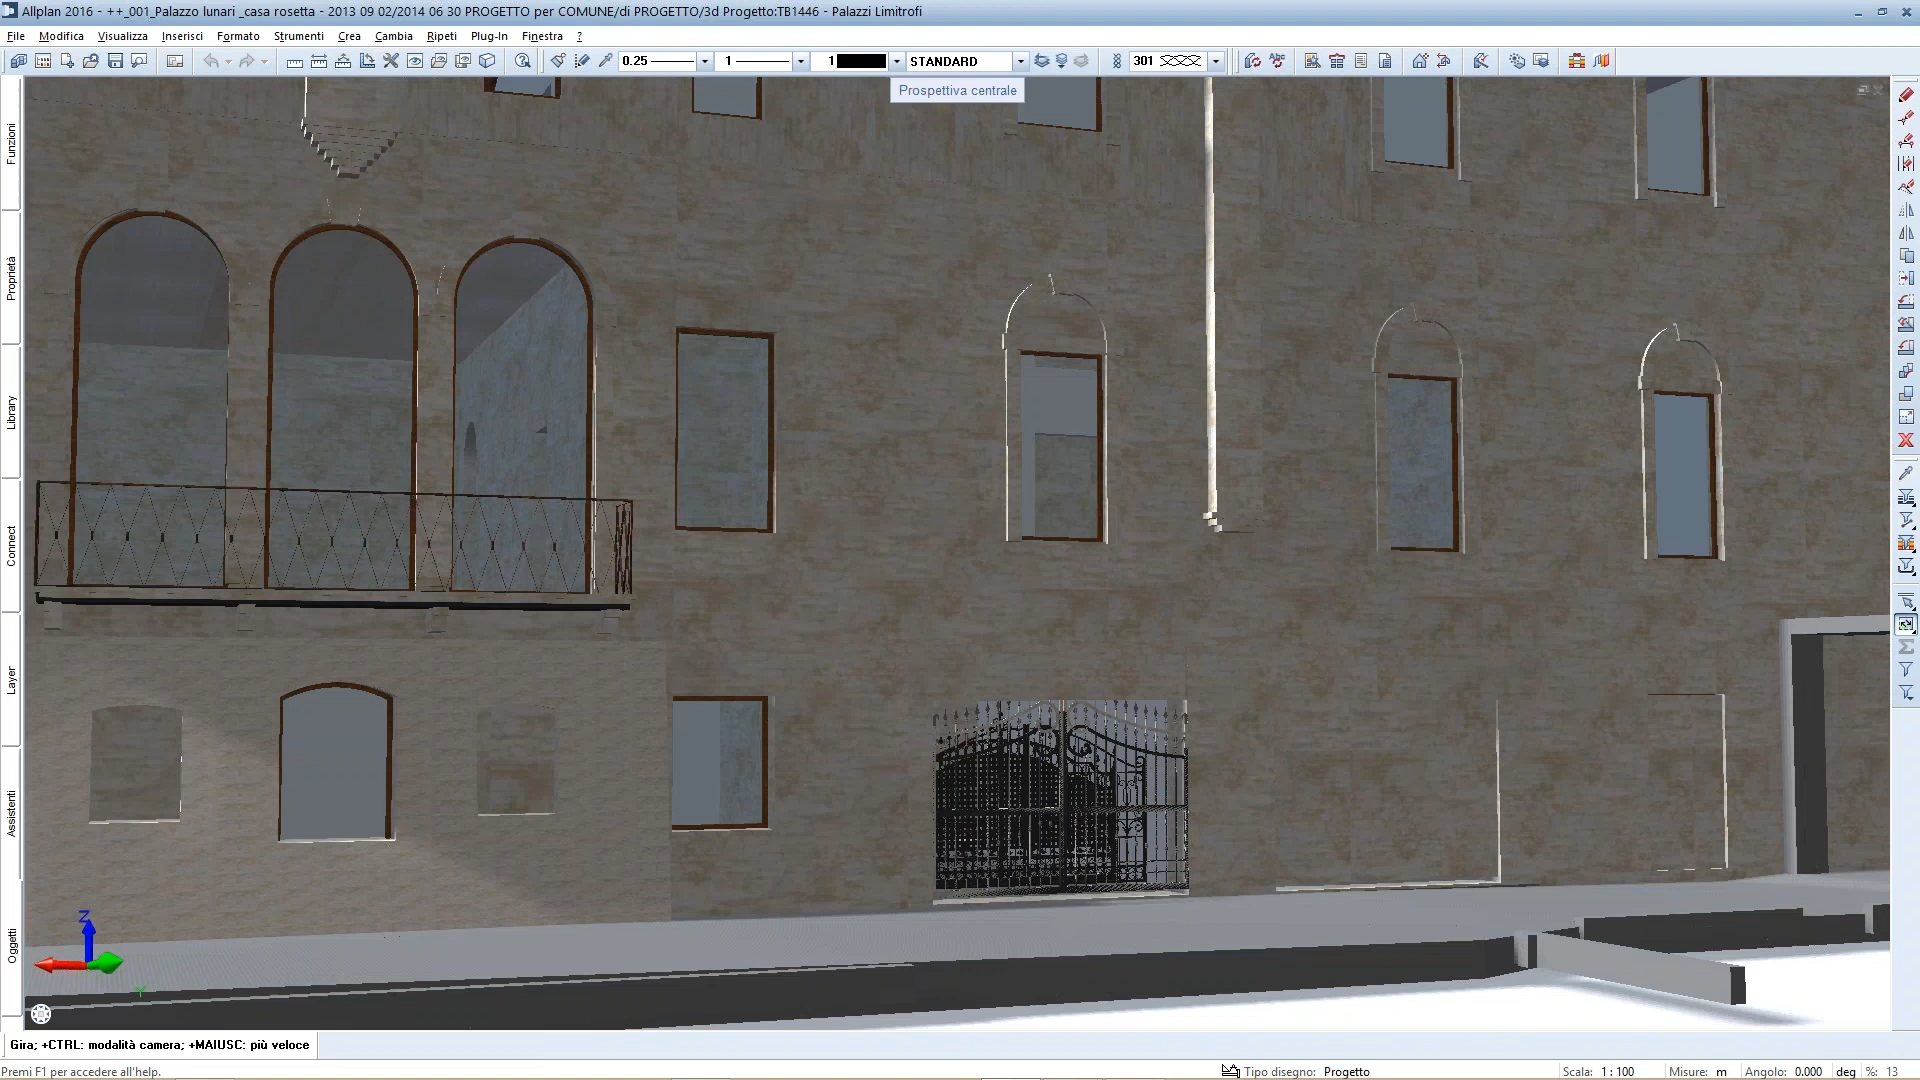 Allplan 2016 - ++_001_Palazzo lunari _casa rosetta - 2013 09 02/2014 06 30 PROGETTO per COMUNE/di PROGETTO/3d Progetto:TB1446 - Palazzi Limitrofi
File Modifica Visualizza Inserisci Formato Strumenti Crea Cambia Ripeti Plug-In Finestra ?
0.25 1 1 STANDARD 301
Prospettiva centrale
Funzioni
Proprietà
Library
Connect
Layer
Assistenti
Oggetti
Z
Y
Gira; +CTRL: modalità camera; +MAIUSC: più veloce
Premi F1 per accedere all'help. Tipo disegno: Progetto Scala: 1 : 100 Misure: m Angolo: 0.000 deg %: 13